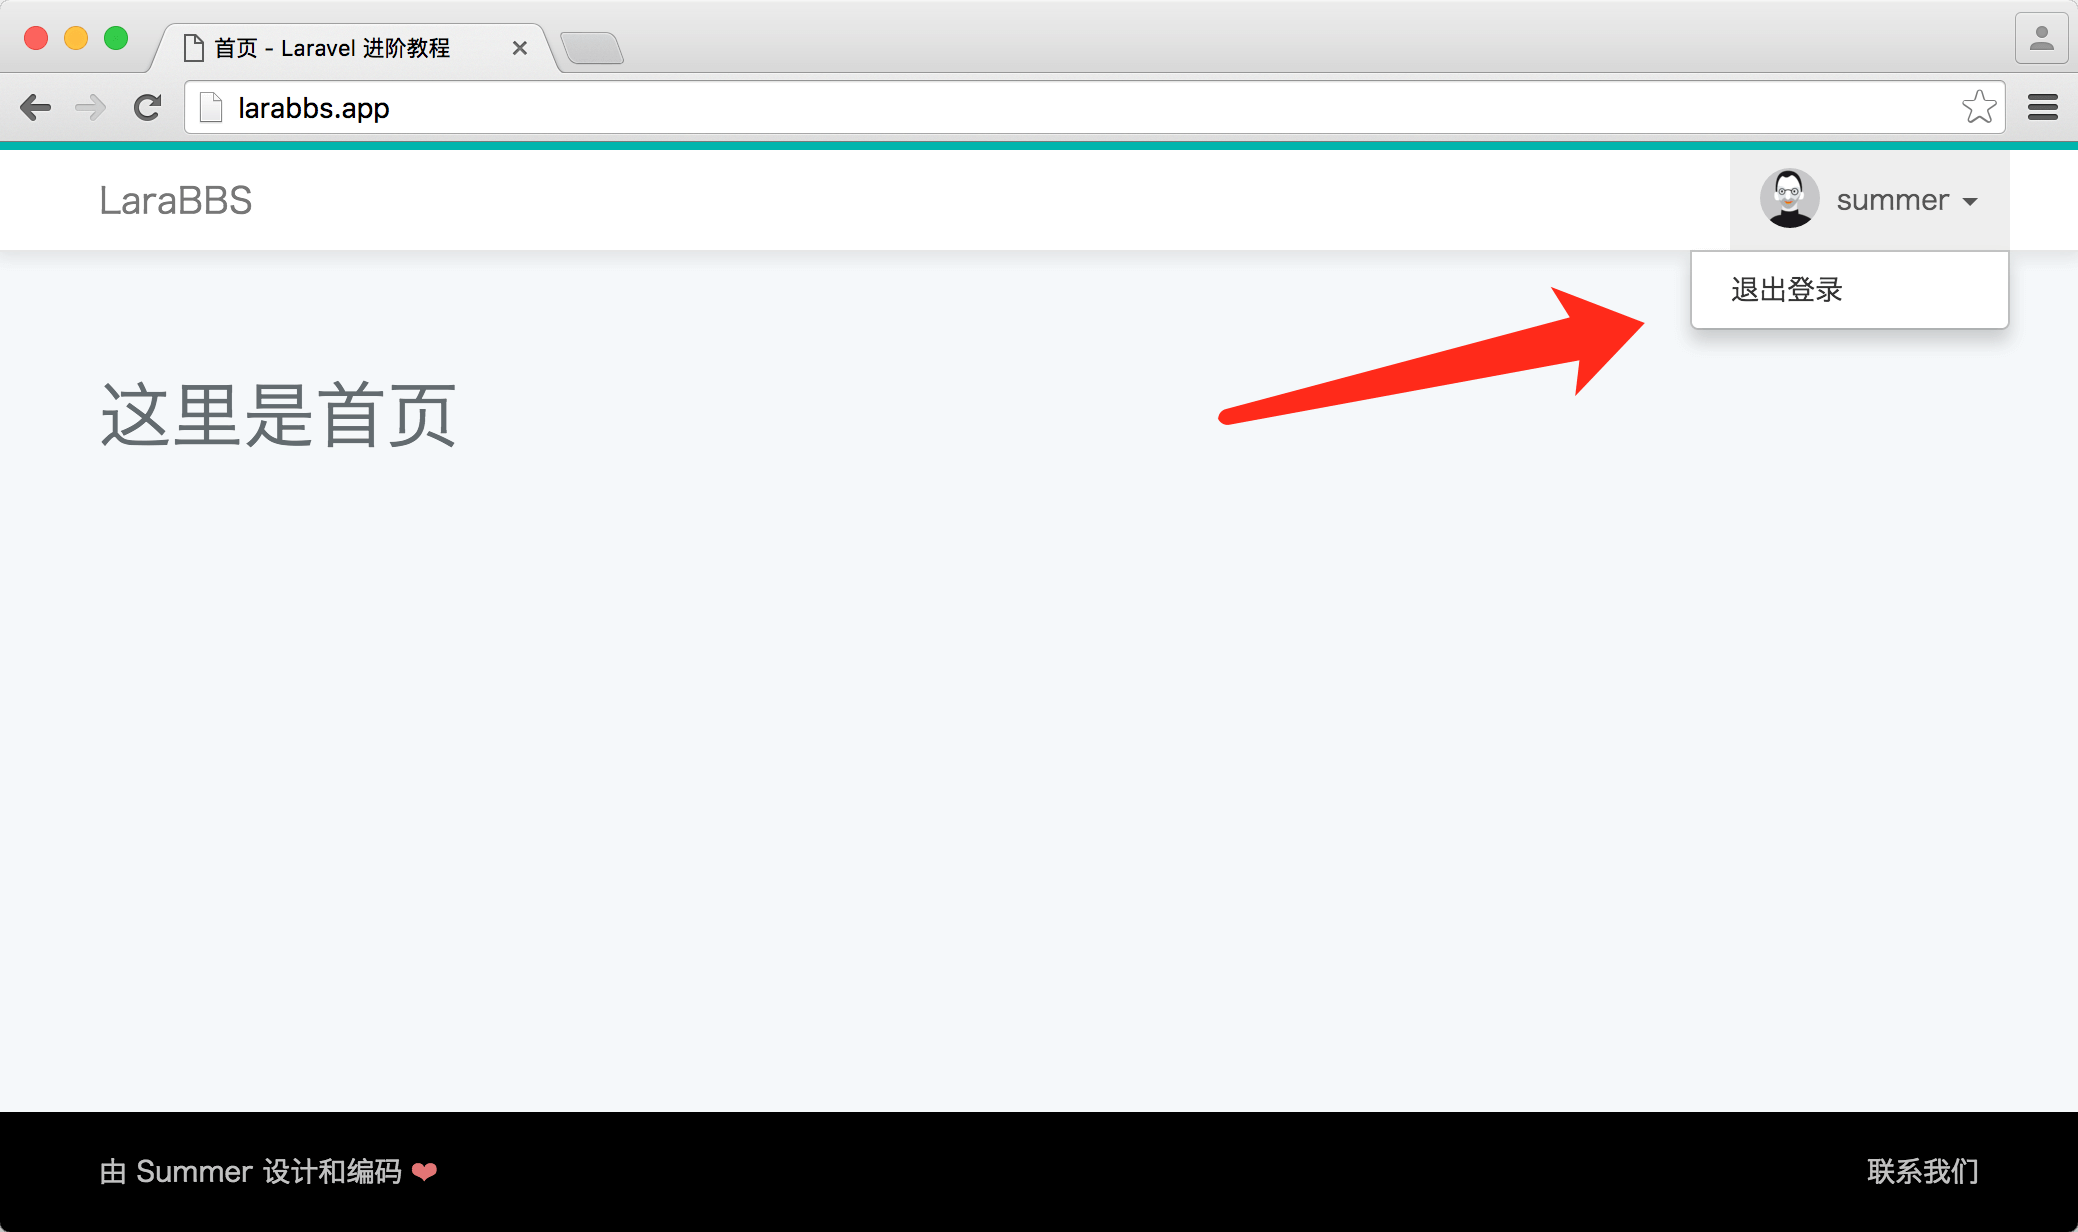 首页 - Laravel 进阶教程
larabbs.app
LaraBBS
summer
退出登录
这里是首页
由 Summer 设计和编码 ❤
联系我们